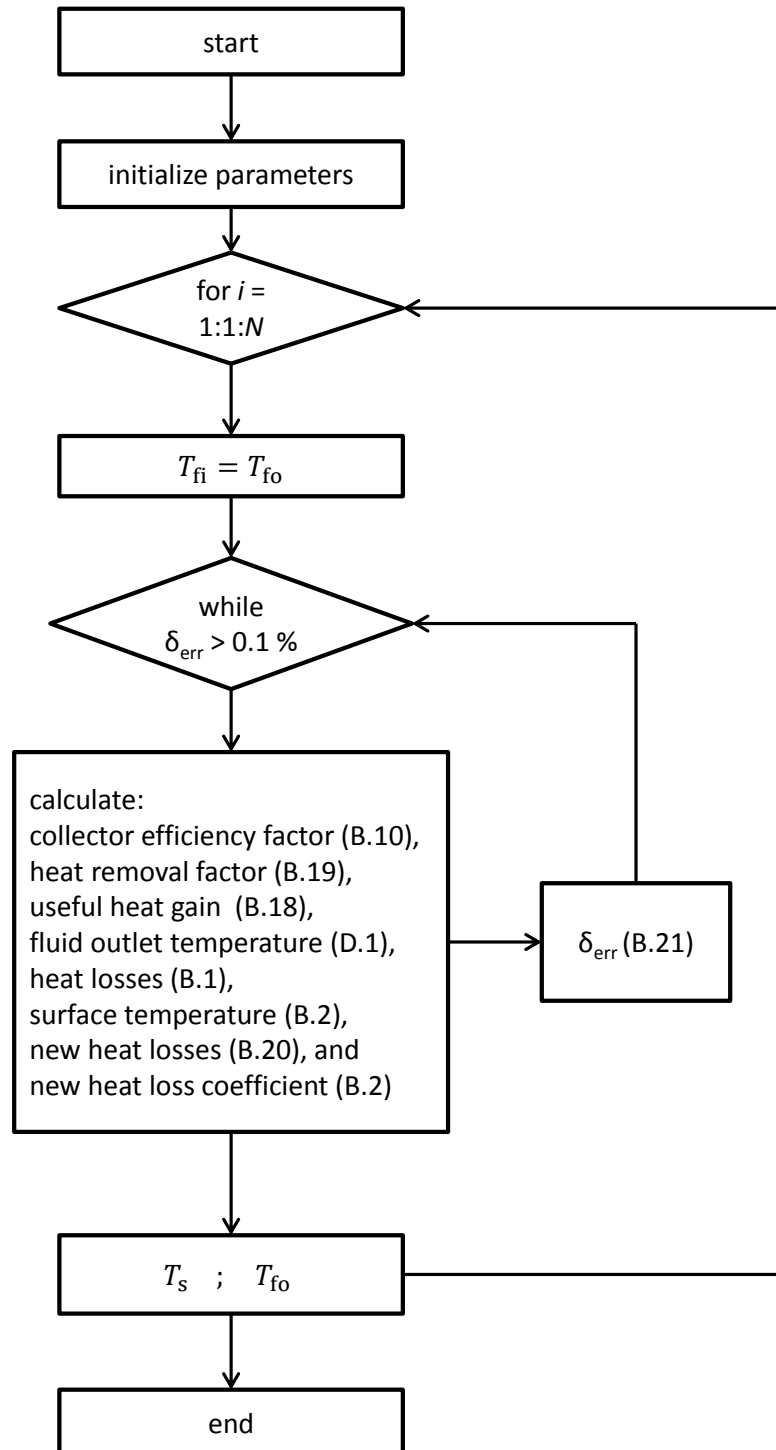 start
initialize parameters
for i =
1:1:N
T_fi = T_fo
while
δ_err > 0.1 %
calculate:
collector efficiency factor (B.10),
heat removal factor (B.19),
useful heat gain (B.18),
fluid outlet temperature (D.1),
heat losses (B.1),
surface temperature (B.2),
new heat losses (B.20), and
new heat loss coefficient (B.2)
δ_err (B.21)
T_s ; T_fo
end